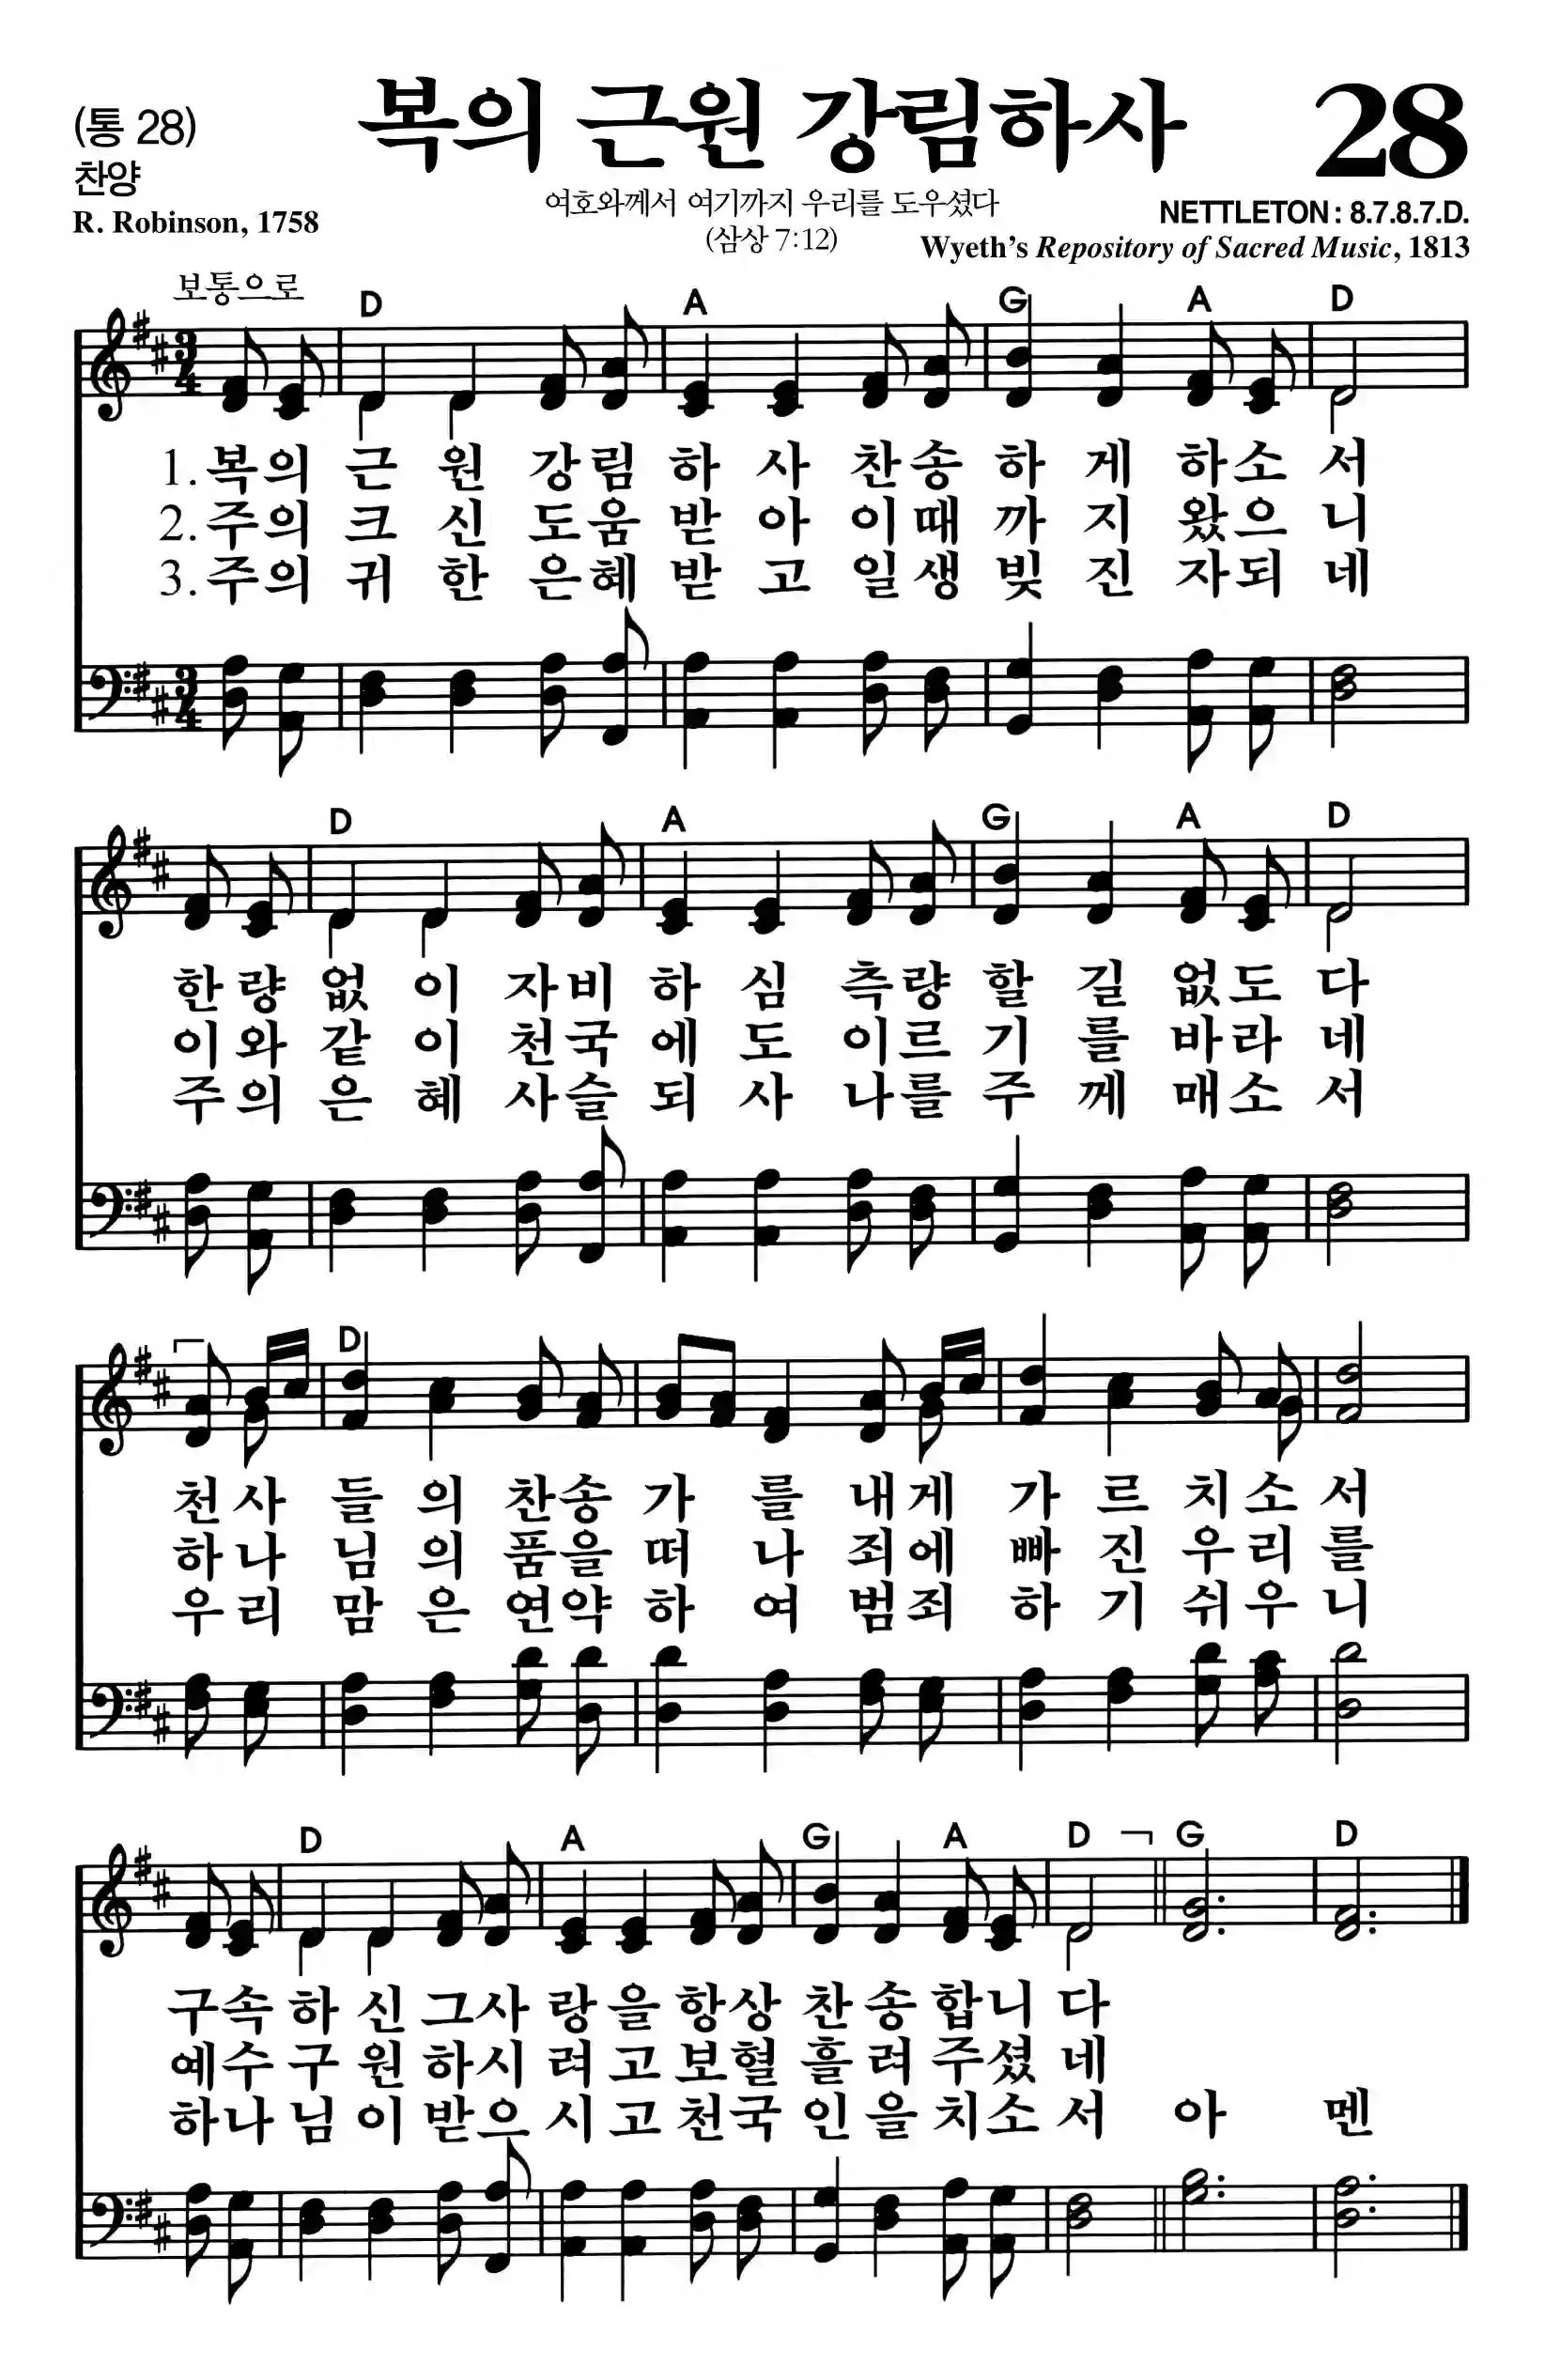 (통 28) 복의 근원 강림하사 28
찬양
여호와께서 여기까지 우리를 도우셨다
R. Robinson, 1758
NETTLETON : 8.7.8.7.D.
(삼상 7:12)
Wyeth's Repository of Sacred Music, 1813
보통으로
D A G A D
3 4
1. 복의 근 원 강림 하 사 찬송 하 게 하소 서
2. 주의 크 신 도움 받 아 이때 까 지 왔으 니
3. 주의 귀 한 은혜 받 고 일생 빚 진 자되 네
3 4
D A G A D
한량 없 이 자비 하 심 측량 할 길 없도 다
이와 같 이 천국 에 도 이르 기 를 바라 네
주의 은 혜 사슬 되 사 나를 주 께 매소 서
D
천사 들 의 찬송 가 를 내게 가 르 치소 서
하나 님 의 품을 떠 나 죄에 빠 진 우리 를
우리 맘 은 연약 하 여 범죄 하 기 쉬우 니
D A G A D G D
구속 하 신 그사 랑 을 항상 찬 송 합니 다
예수 구 원 하시 려 고 보혈 흘 려 주셨 네
하나 님 이 받으 시 고 천국 인 을 치소 서 아 멘